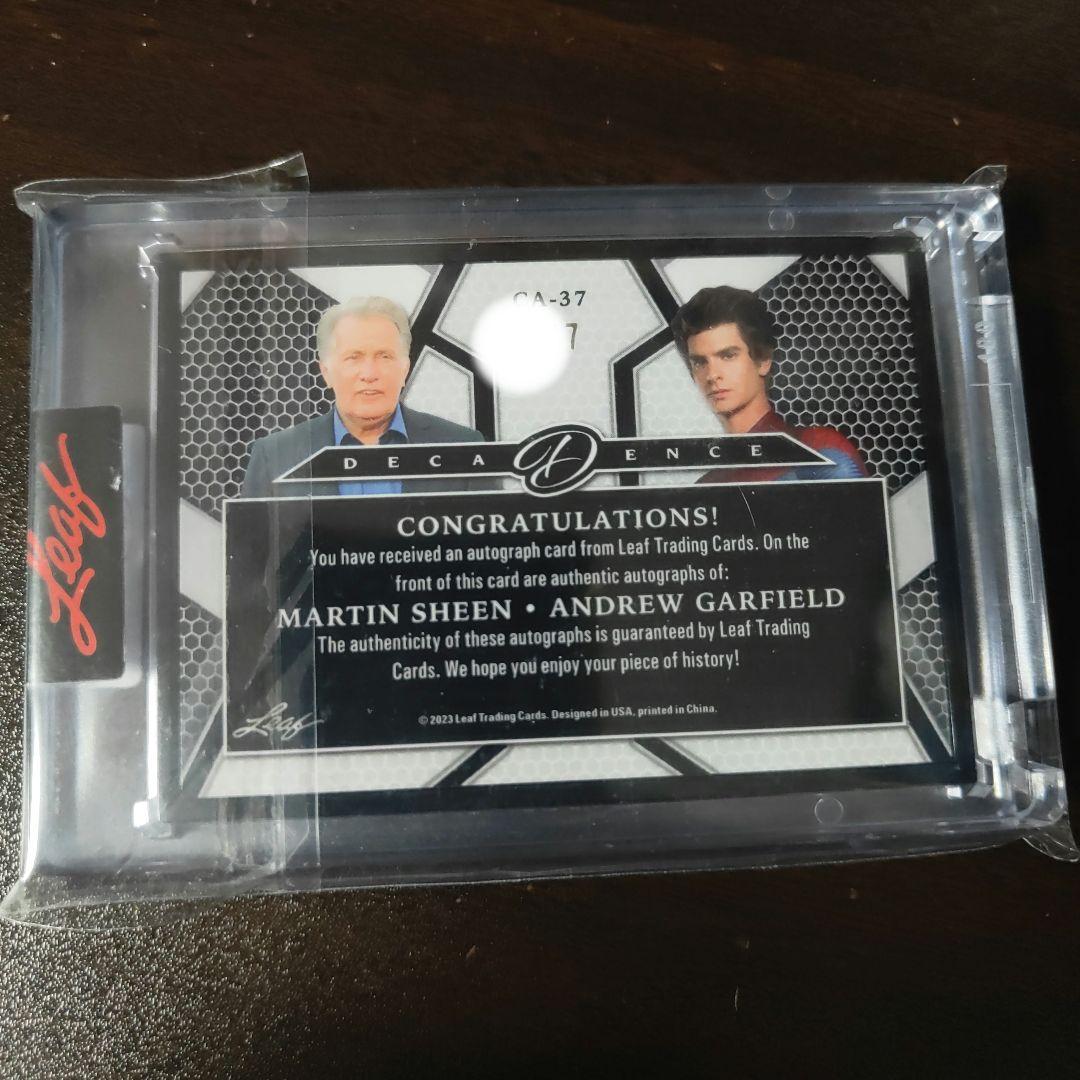 CA-37
7
DECADENCE
CONGRATULATIONS!
You have received an autograph card from Leaf Trading Cards. On the
front of this card are authentic autographs of:
MARTIN SHEEN • ANDREW GARFIELD
The authenticity of these autographs is guaranteed by Leaf Trading
Cards. We hope you enjoy your piece of history!
Leaf
© 2023 Leaf Trading Cards. Designed in USA, printed in China.
Leaf